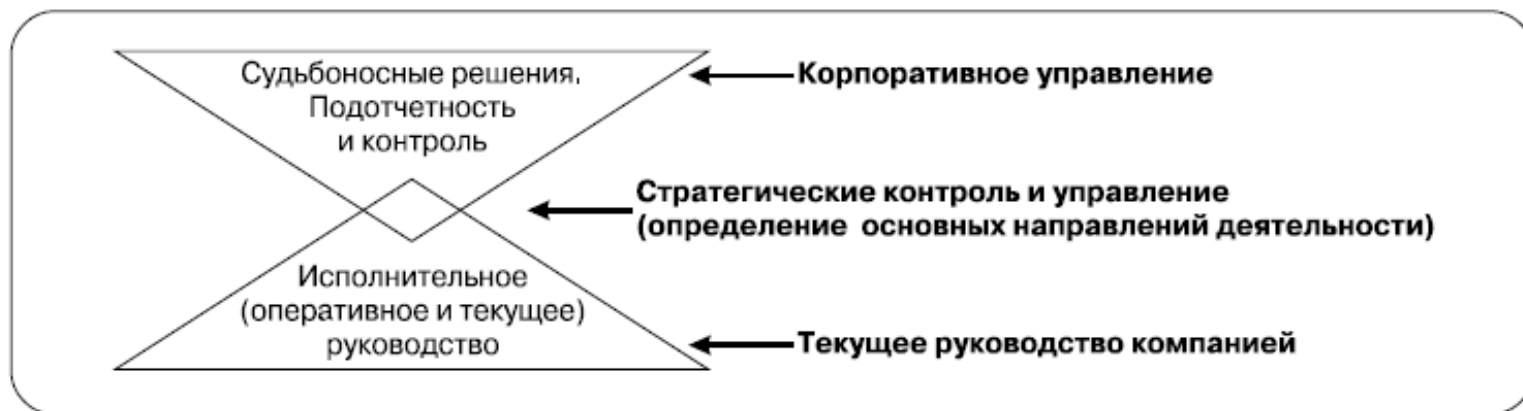 Судьбоносные решения.
Подотчетность
и контроль
Корпоративное управление
Стратегические контроль и управление
(определение основных направлений деятельности)
Исполнительное
(оперативное и текущее)
руководство
Текущее руководство компанией